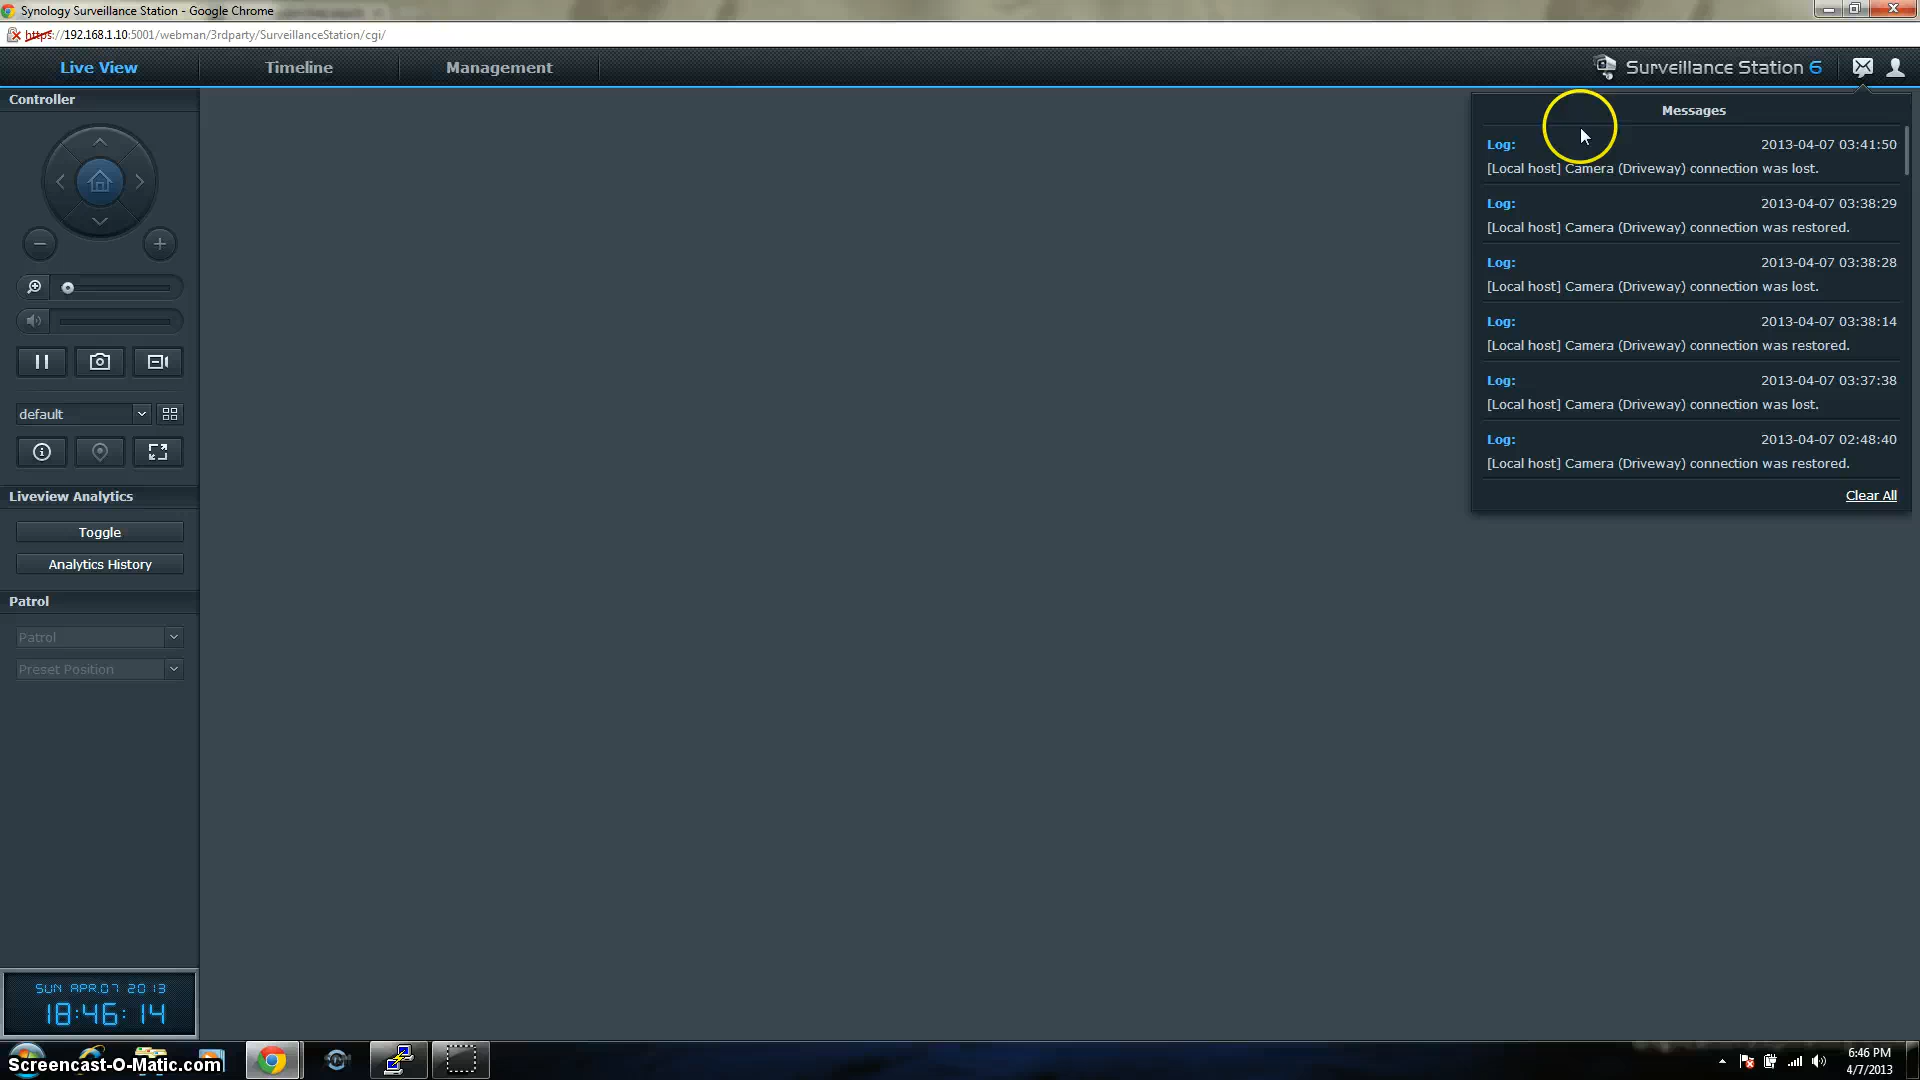 Synology Surveillance Station - Google Chrome
https://192.168.1.10:5001/webman/3rdparty/SurveillanceStation/cgi/
Live View
Timeline
Management
Surveillance Station 6
Controller
default
Liveview Analytics
Toggle
Analytics History
Patrol
Patrol
Preset Position
SUN APR.07 2013
18:46:14
Messages
Log: 2013-04-07 03:41:50
[Local host] Camera (Driveway) connection was lost.
Log: 2013-04-07 03:38:29
[Local host] Camera (Driveway) connection was restored.
Log: 2013-04-07 03:38:28
[Local host] Camera (Driveway) connection was lost.
Log: 2013-04-07 03:38:14
[Local host] Camera (Driveway) connection was restored.
Log: 2013-04-07 03:37:38
[Local host] Camera (Driveway) connection was lost.
Log: 2013-04-07 02:48:40
[Local host] Camera (Driveway) connection was restored.
Clear All
Screencast-O-Matic.com
6:46 PM
4/7/2013